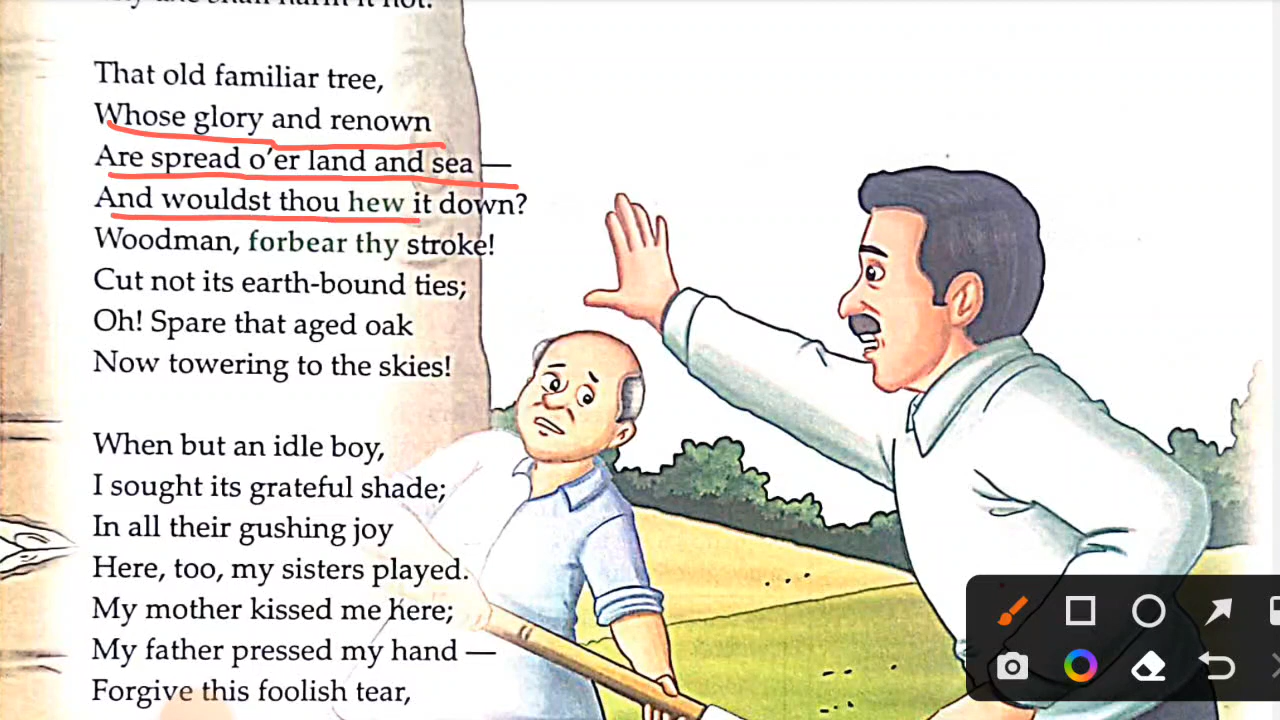 That old familiar tree,
Whose glory and renown
Are spread o'er land and sea —
And wouldst thou hew it down?
Woodman, forbear thy stroke!
Cut not its earth-bound ties;
Oh! Spare that aged oak
Now towering to the skies!
When but an idle boy,
I sought its grateful shade;
In all their gushing joy
Here, too, my sisters played.
My mother kissed me here;
My father pressed my hand —
Forgive this foolish tear,